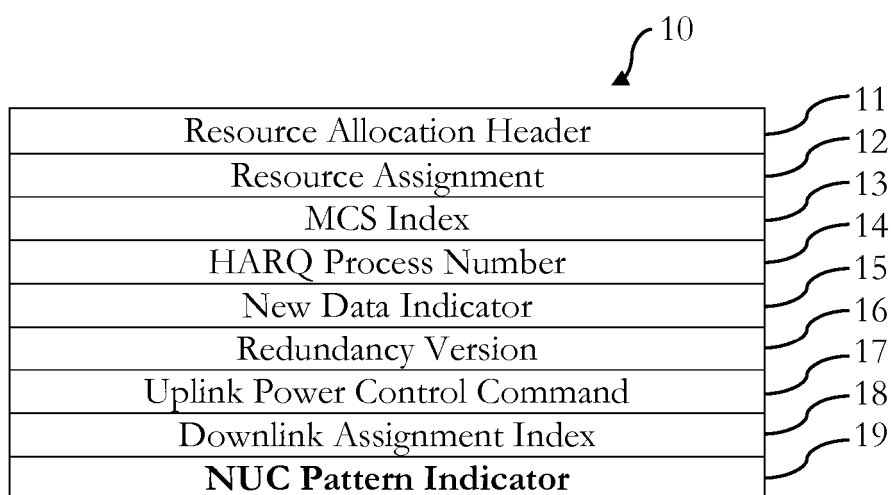 10
Resource Allocation Header 11
Resource Assignment 12
MCS Index 13
HARQ Process Number 14
New Data Indicator 15
Redundancy Version 16
Uplink Power Control Command 17
Downlink Assignment Index 18
NUC Pattern Indicator 19